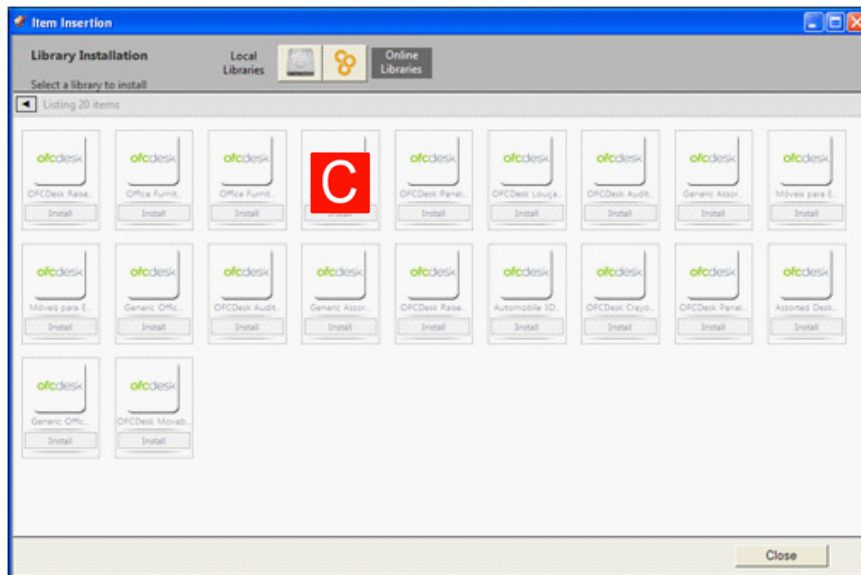 Item Insertion
Library Installation
Local
Libraries
Online
Libraries
Select a library to install
Listing 20 items
ofcdesk ofcdesk ofcdesk C ofcdesk ofcdesk ofcdesk ofcdesk ofcdesk
OFCDesk Raise.. Office Furnit.. Office Furnit.. OFCDesk Panel.. OFCDesk Louça.. OFCDesk Audit.. Generic Assor.. Móveis para E..
Install Install Install Install Install Install Install Install
ofcdesk ofcdesk ofcdesk ofcdesk ofcdesk ofcdesk ofcdesk ofcdesk ofcdesk
Móveis para E.. Generic Offic.. OFCDesk Audit.. Generic Assor.. OFCDesk Raise.. Automobile 3D.. OFCDesk Crayo.. OFCDesk Panel.. Assorted Desk..
Install Install Install Install Install Install Install Install Install
ofcdesk ofcdesk
Generic Offic.. OFCDesk Movab..
Install Install
Close